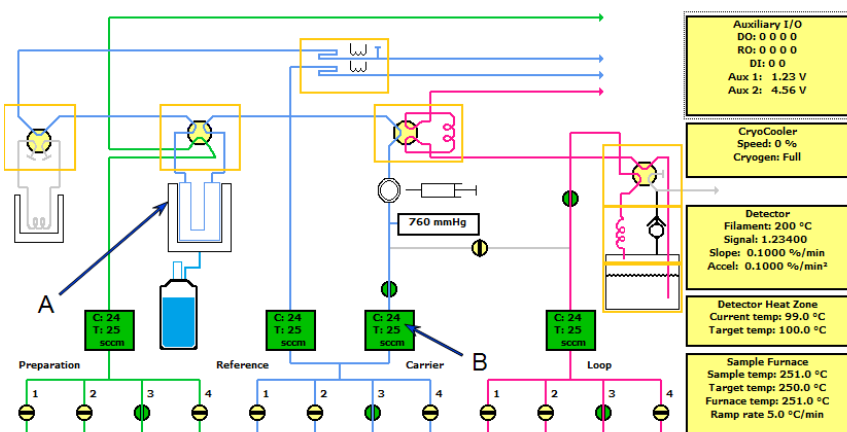 Auxiliary I/O
DO: 0 0 0 0
RO: 0 0 0 0
DI: 0 0
Aux 1: 1.23 V
Aux 2: 4.56 V
CryoCooler
Speed: 0 %
Cryogen: Full
760 mmHg
Detector
Filament: 200 °C
Signal: 1.23400
Slope: 0.1000 %/min
Accel: 0.1000 %/min²
A
Detector Heat Zone
Current temp: 99.0 °C
Target temp: 100.0 °C
C: 24
T: 25
sccm
C: 24
T: 25
sccm
C: 24
T: 25
sccm
C: 24
T: 25
sccm
B
Preparation
Reference
Carrier
Loop
Sample Furnace
Sample temp: 251.0 °C
Target temp: 250.0 °C
Furnace temp: 251.0 °C
Ramp rate 5.0 °C/min
1 2 3 4
1 2 3 4
1 2 3 4